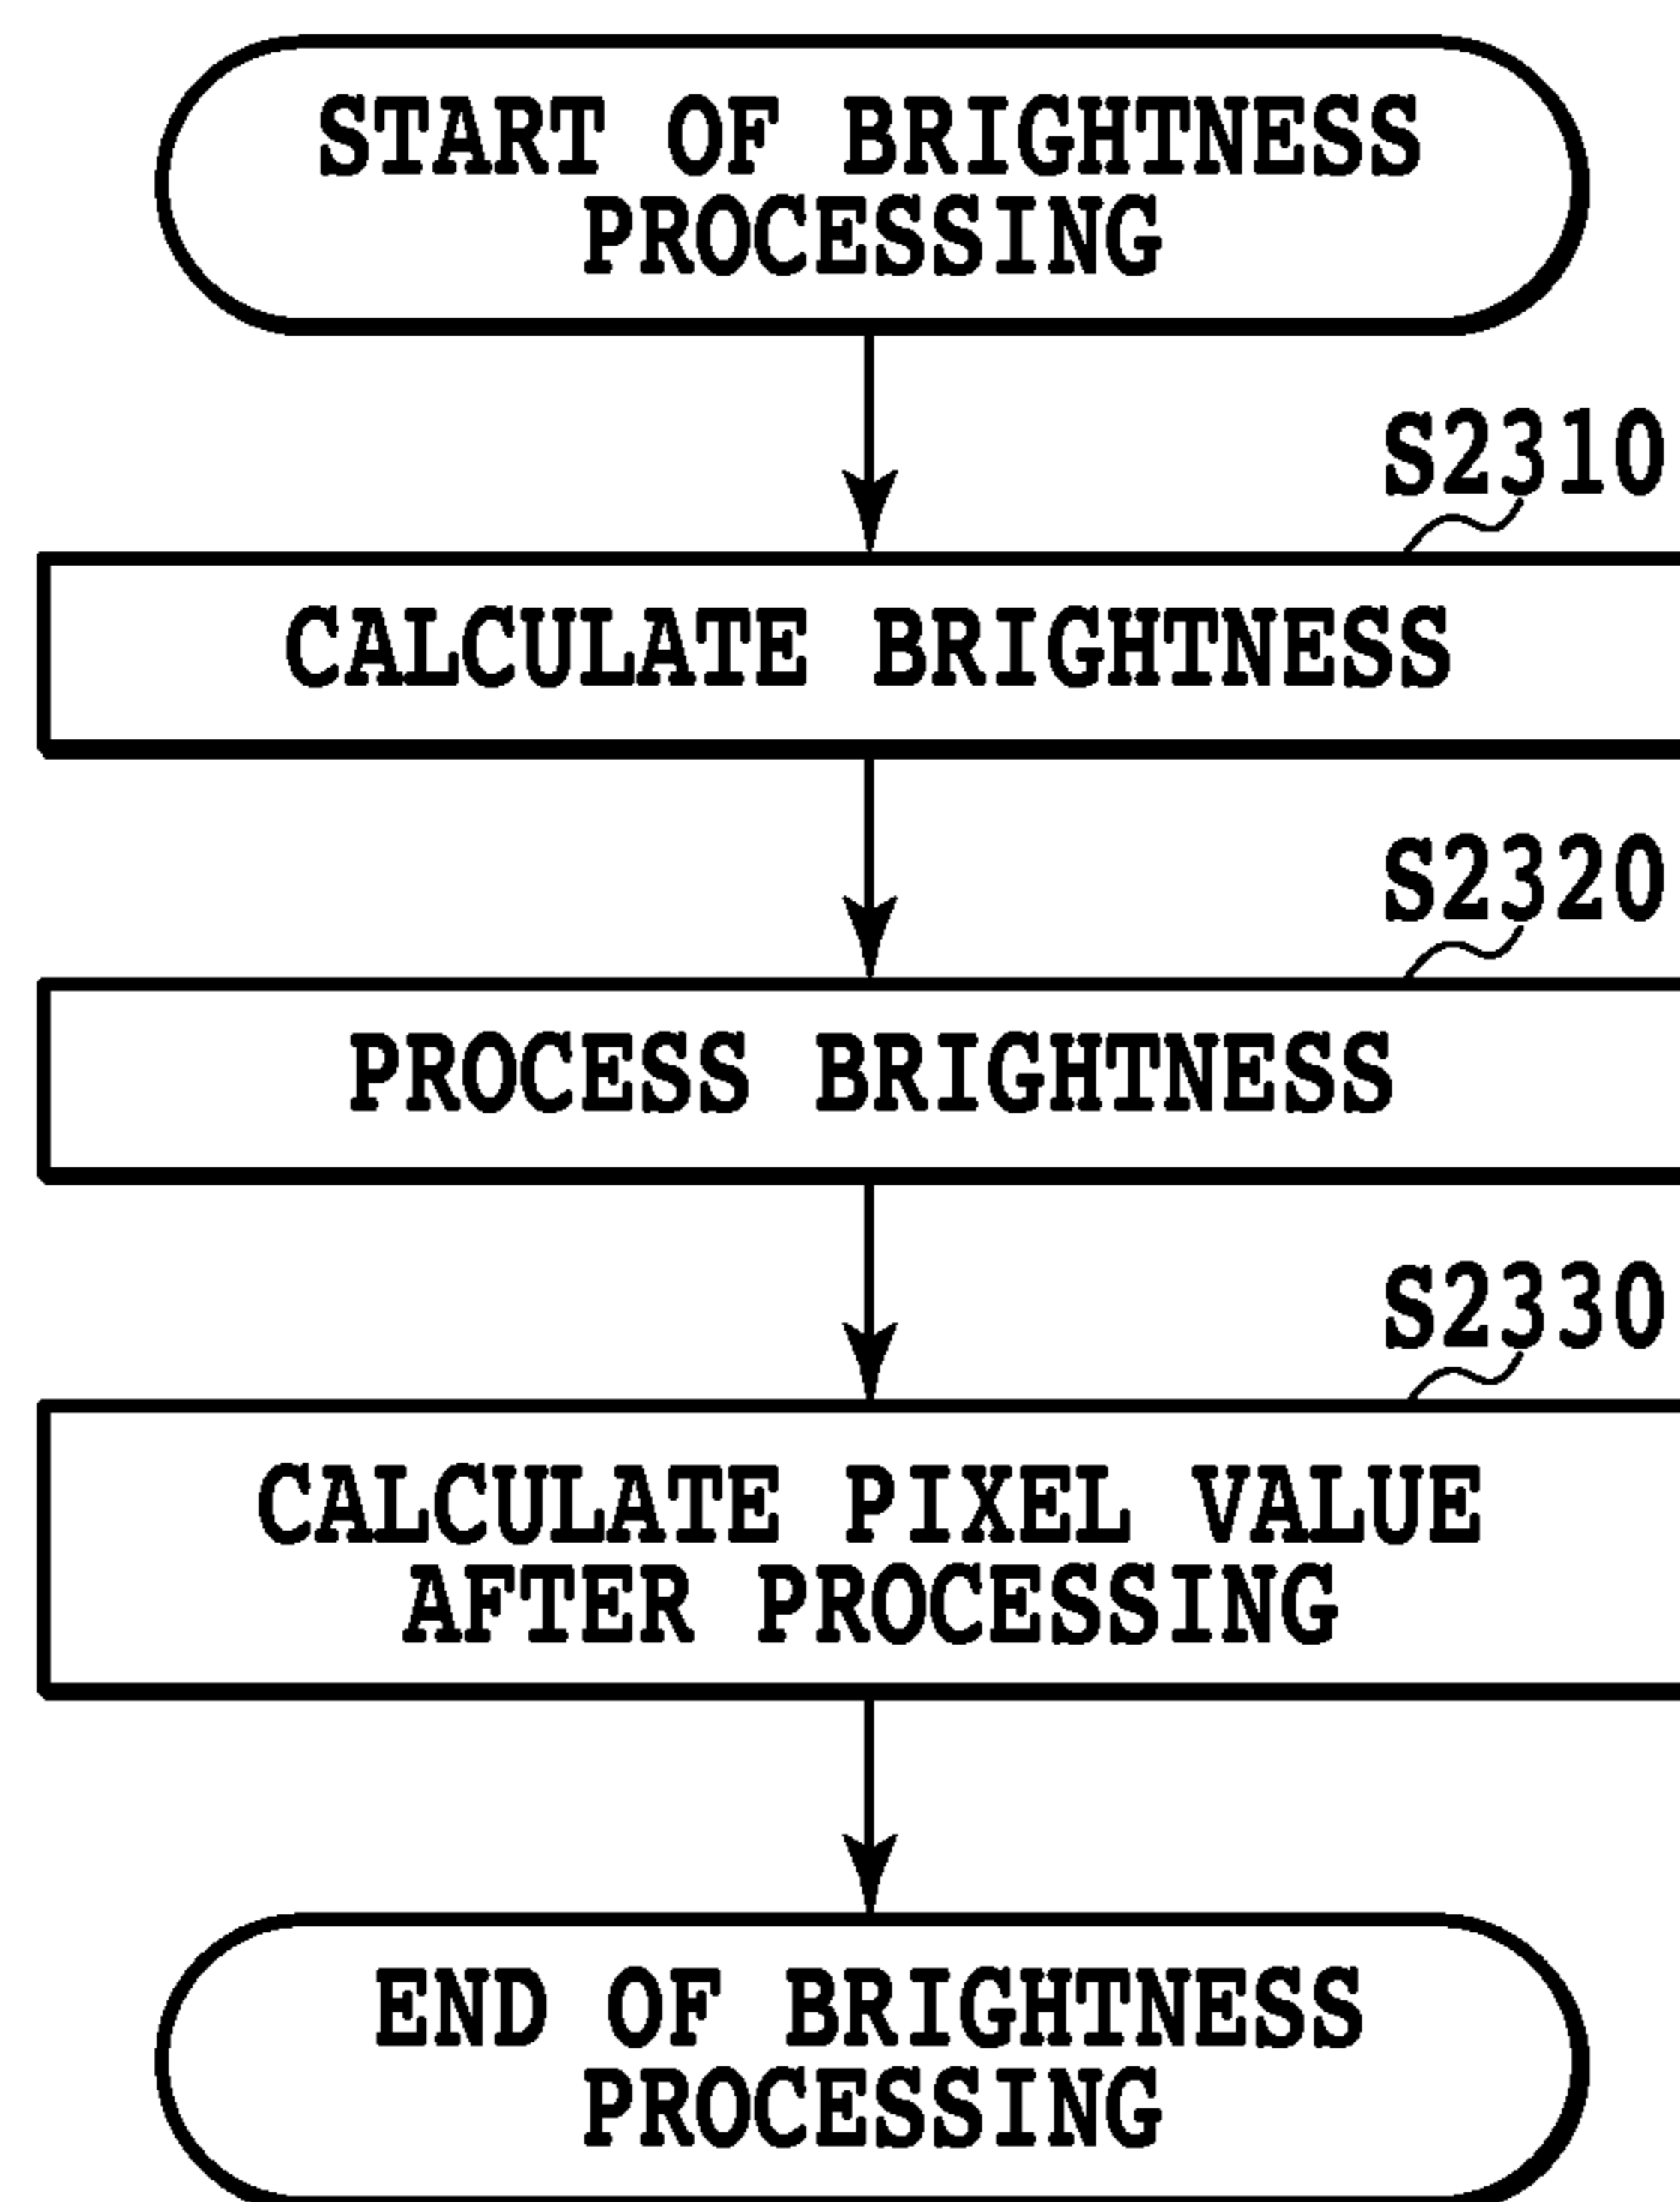 START OF BRIGHTNESS
PROCESSING
S2310
CALCULATE BRIGHTNESS
S2320
PROCESS BRIGHTNESS
S2330
CALCULATE PIXEL VALUE
AFTER PROCESSING
END OF BRIGHTNESS
PROCESSING